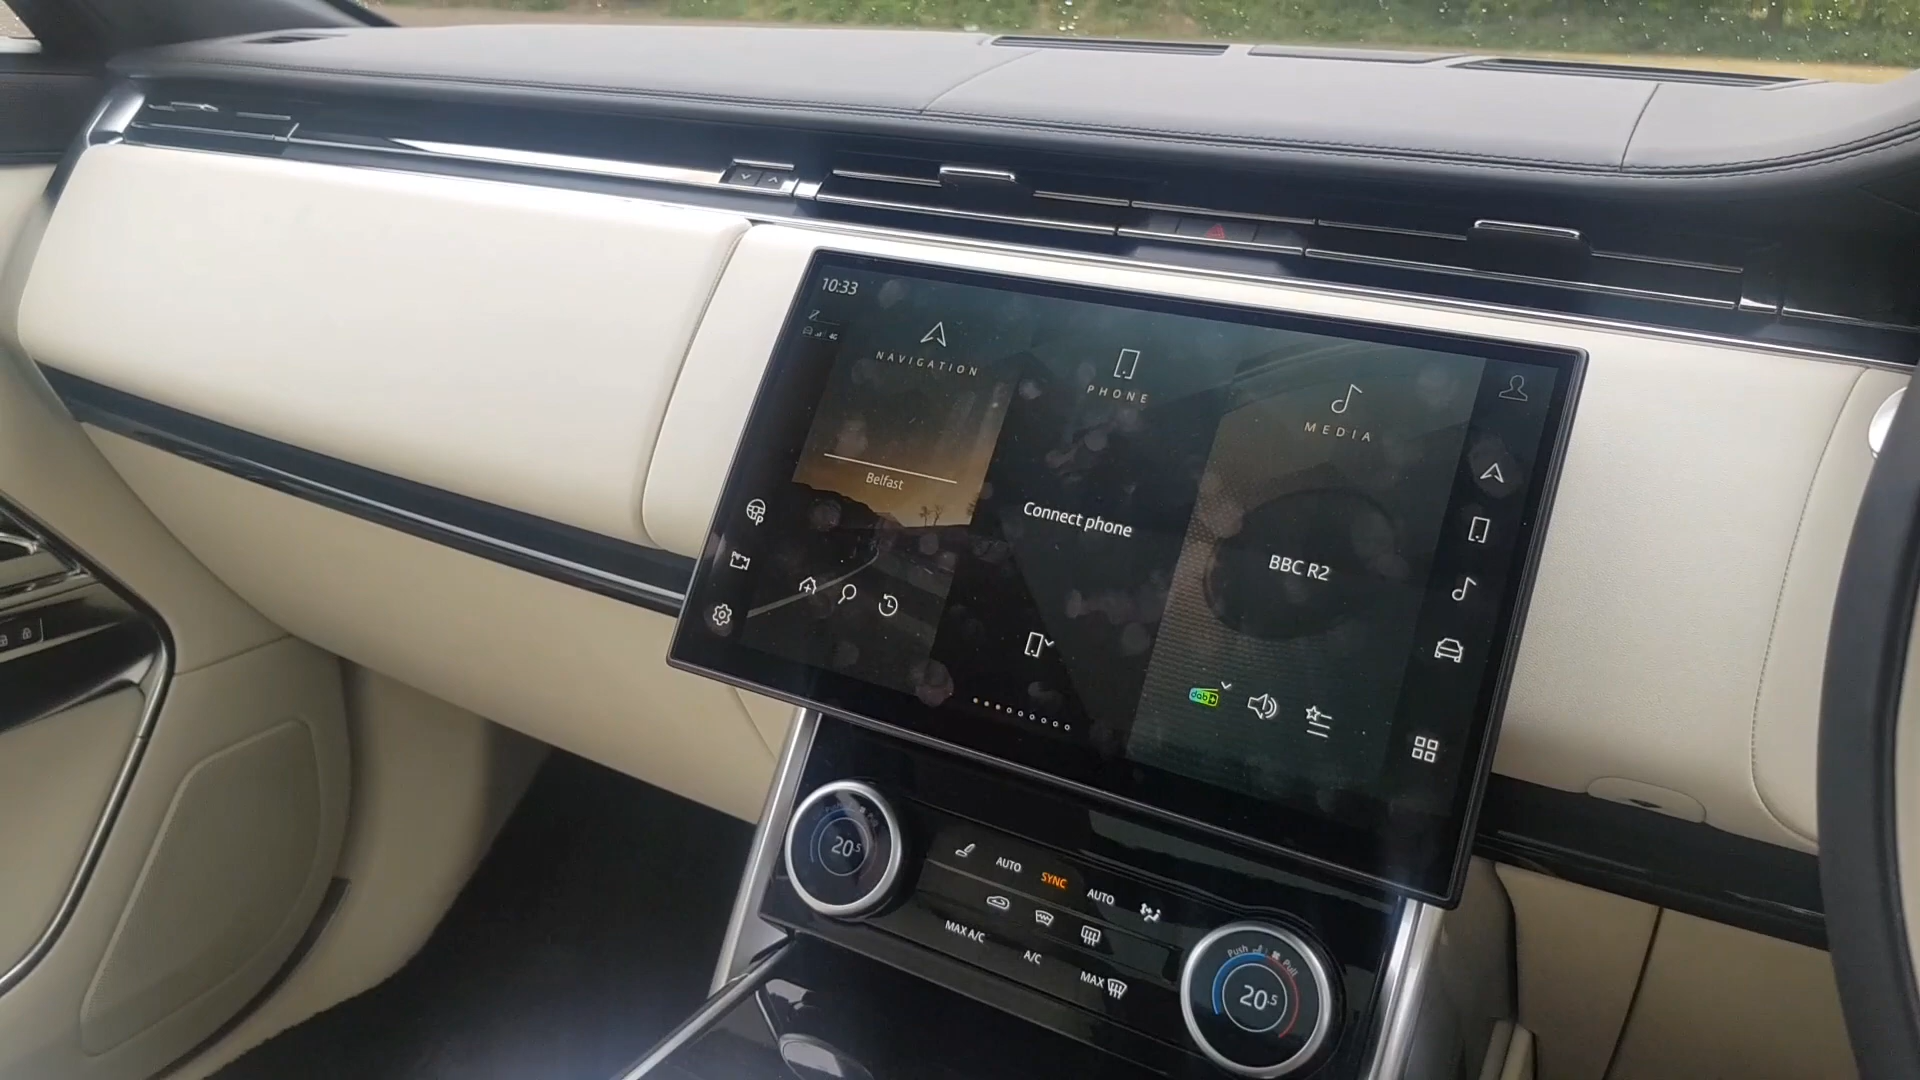 10:33
NAVIGATION
PHONE
MEDIA
Belfast
Connect phone
BBC R2
dab+
20.5
AUTO
SYNC
AUTO
MAX A/C
A/C
MAX
Push
Pull
20.5